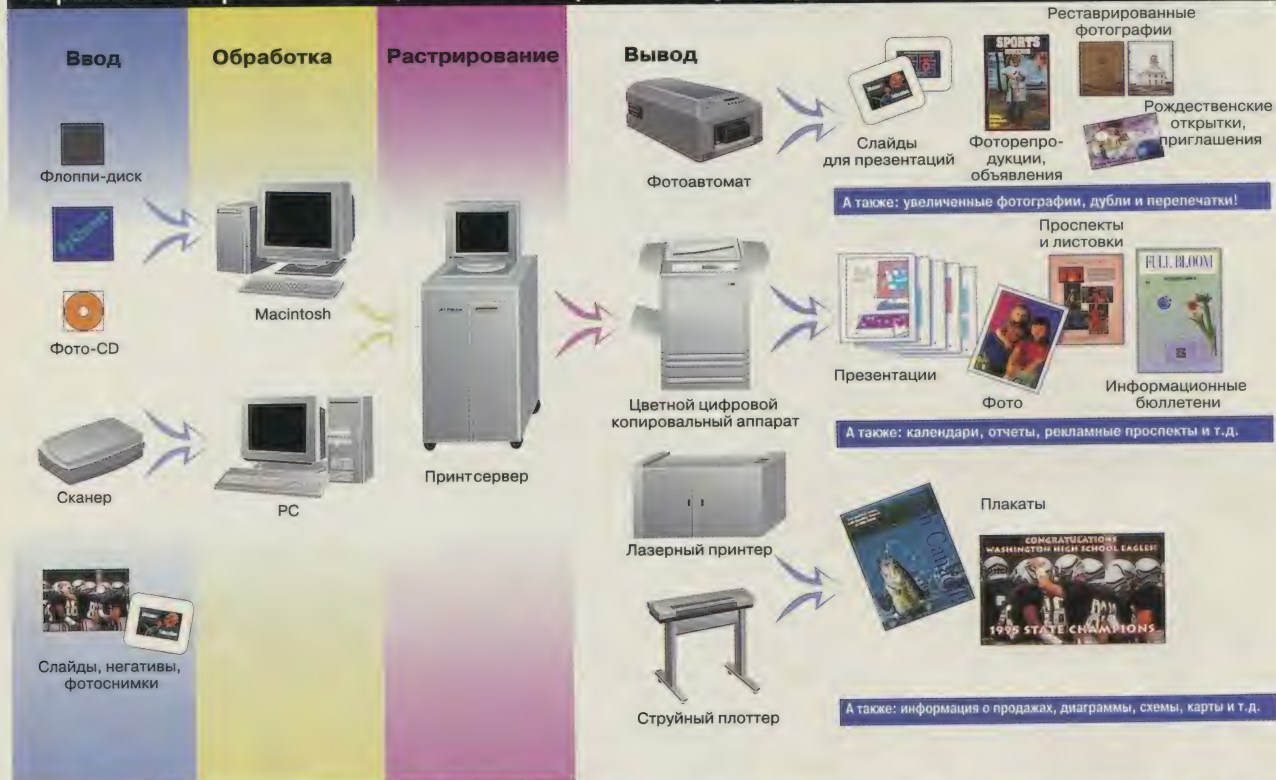 Ввод
Обработка
Растрирование
Вывод
Флоппи-диск
SyQuest
Фото-CD
Сканер
Слайды, негативы,
фотоснимки
Macintosh
PC
Принтсервер
Фотоавтомат
Слайды
для презентаций
SPORTS
Фоторепро-
дукции,
объявления
Реставрированные
фотографии
Рождественские
открытки,
приглашения
А также: увеличенные фотографии, дубли и перепечатки!
Цветной цифровой
копировальный аппарат
Презентации
Фото
Проспекты
и листовки
FULL BLOOM
Информационные
бюллетени
А также: календари, отчеты, рекламные проспекты и т.д.
Лазерный принтер
Струйный плоттер
Плакаты
CONGRATULATIONS
WASHINGTON HIGH SCHOOL EAGLES!
1995 STATE CHAMPIONS
А также: информация о продажах, диаграммы, схемы, карты и т.д.